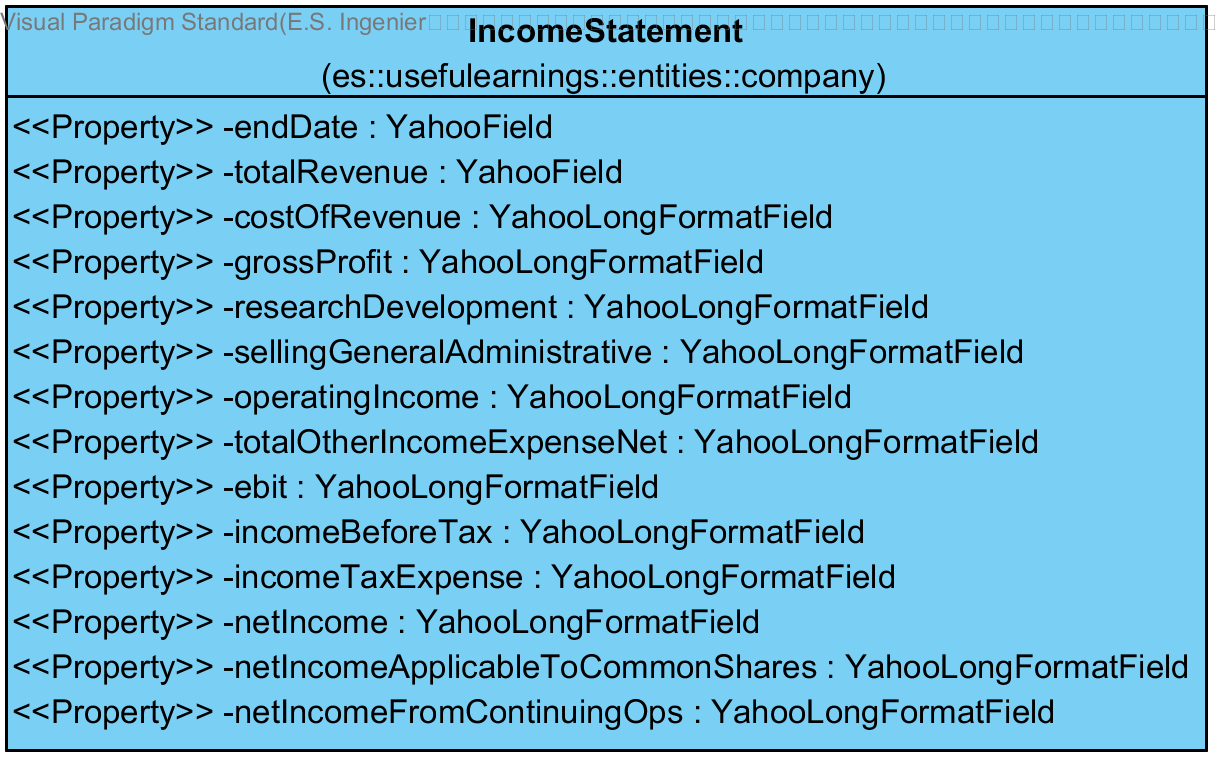 Visual Paradigm Standard(E.S. Ingenier
IncomeStatement
(es::usefulearnings::entities::company)
<<Property>> -endDate : YahooField
<<Property>> -totalRevenue : YahooField
<<Property>> -costOfRevenue : YahooLongFormatField
<<Property>> -grossProfit : YahooLongFormatField
<<Property>> -researchDevelopment : YahooLongFormatField
<<Property>> -sellingGeneralAdministrative : YahooLongFormatField
<<Property>> -operatingIncome : YahooLongFormatField
<<Property>> -totalOtherIncomeExpenseNet : YahooLongFormatField
<<Property>> -ebit : YahooLongFormatField
<<Property>> -incomeBeforeTax : YahooLongFormatField
<<Property>> -incomeTaxExpense : YahooLongFormatField
<<Property>> -netIncome : YahooLongFormatField
<<Property>> -netIncomeApplicableToCommonShares : YahooLongFormatField
<<Property>> -netIncomeFromContinuingOps : YahooLongFormatField